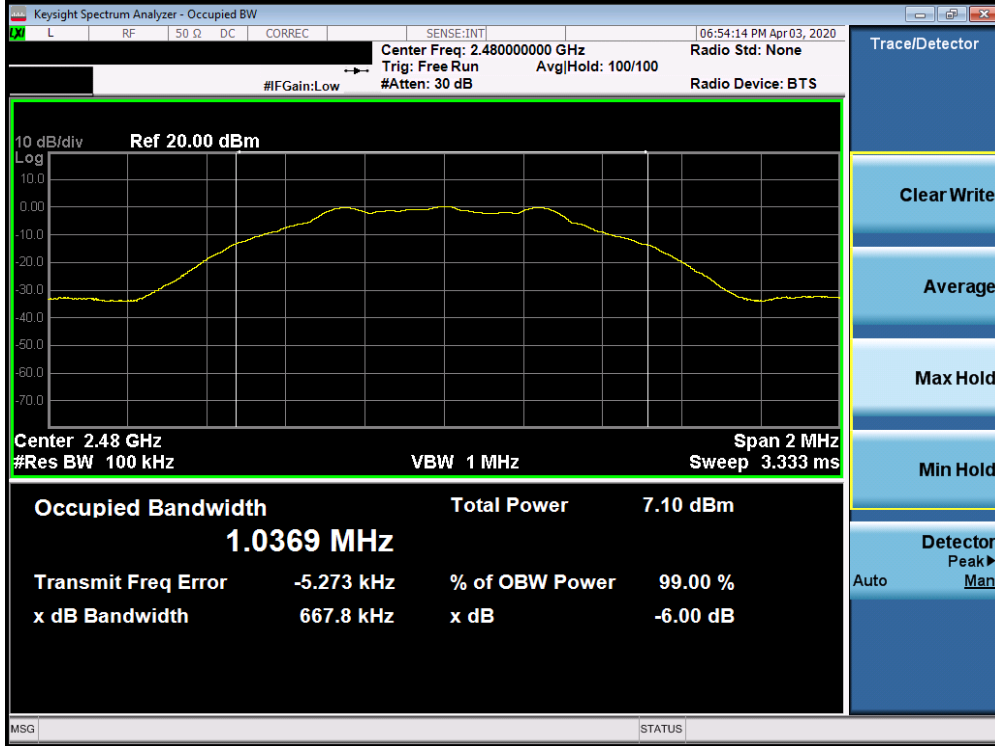 Keysight Spectrum Analyzer - Occupied BW
LXI L RF 50 Ω DC CORREC SENSE:INT 06:54:14 PM Apr 03, 2020
Center Freq: 2.480000000 GHz Radio Std: None
Trig: Free Run Avg|Hold: 100/100
#IFGain:Low #Atten: 30 dB Radio Device: BTS
10 dB/div Ref 20.00 dBm
Log
10.0
0.00
-10.0
-20.0
-30.0
-40.0
-50.0
-60.0
-70.0
Center 2.48 GHz Span 2 MHz
#Res BW 100 kHz VBW 1 MHz Sweep 3.333 ms
Occupied Bandwidth Total Power 7.10 dBm
1.0369 MHz
Transmit Freq Error -5.273 kHz % of OBW Power 99.00 %
x dB Bandwidth 667.8 kHz x dB -6.00 dB
MSG STATUS
Trace/Detector
Clear Write
Average
Max Hold
Min Hold
Detector
Peak▶
Auto Man